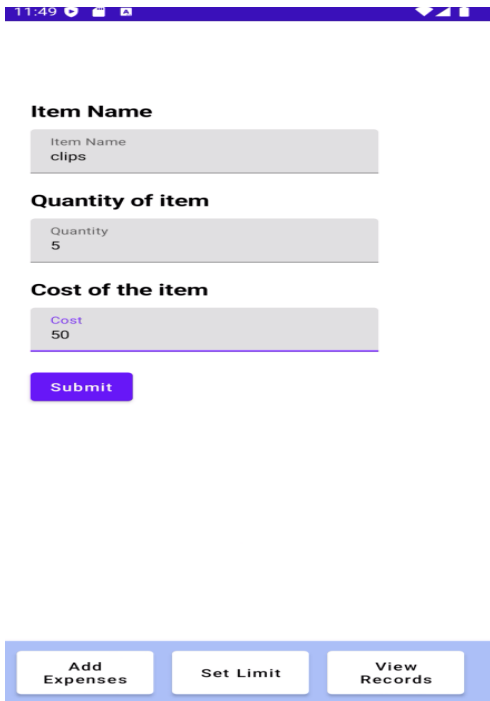 11:49
Item Name
Item Name
clips
Quantity of item
Quantity
5
Cost of the item
Cost
50
Submit
Add
Expenses
Set Limit
View
Records